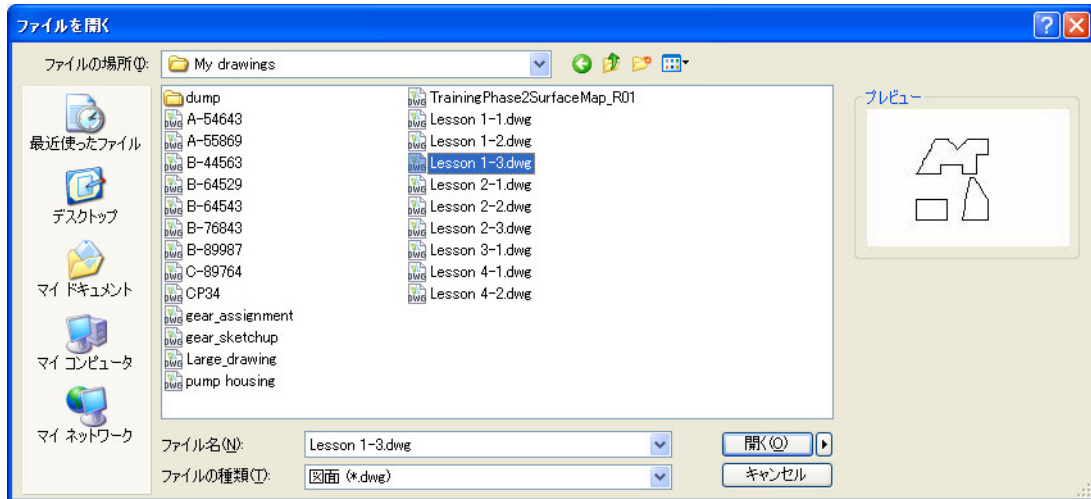 ファイルを開く
ファイルの場所(I):
My drawings
最近使ったファイル
デスクトップ
マイ ドキュメント
マイ コンピュータ
マイ ネットワーク
dump
A-54643
A-55869
B-44563
B-64529
B-64543
B-76843
B-89987
C-89764
CP34
gear_assignment
gear_sketchup
Large_drawing
pump housing
TrainingPhase2SurfaceMap_R01
Lesson 1-1.dwg
Lesson 1-2.dwg
Lesson 1-3.dwg
Lesson 2-1.dwg
Lesson 2-2.dwg
Lesson 2-3.dwg
Lesson 3-1.dwg
Lesson 4-1.dwg
Lesson 4-2.dwg
プレビュー
ファイル名(N):
Lesson 1-3.dwg
開く(O)
ファイルの種類(T):
図面 (*.dwg)
キャンセル